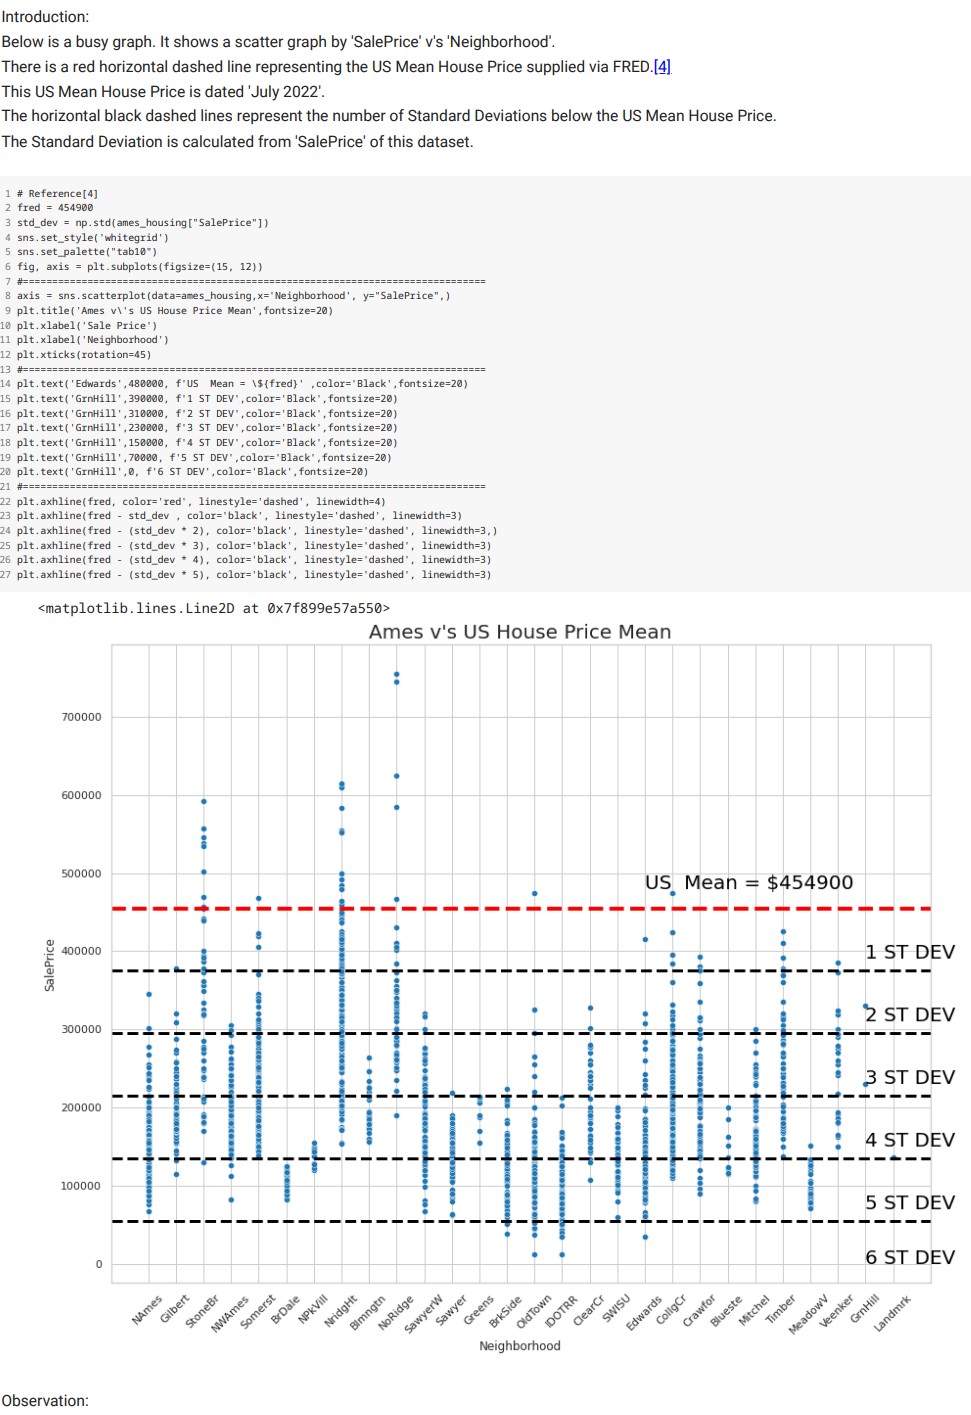 Introduction:
Below is a busy graph. It shows a scatter graph by 'SalePrice' v's 'Neighborhood'.
There is a red horizontal dashed line representing the US Mean House Price supplied via FRED.[4]
This US Mean House Price is dated 'July 2022'.
The horizontal black dashed lines represent the number of Standard Deviations below the US Mean House Price.
The Standard Deviation is calculated from 'SalePrice' of this dataset.
1 # Reference[4]
2 fred = 454900
3 std_dev = np.std(ames_housing["SalePrice"])
4 sns.set_style('whitegrid')
5 sns.set_palette("tab10")
6 fig, axis = plt.subplots(figsize=(15, 12))
7 #==============================================================================
8 axis = sns.scatterplot(data=ames_housing,x='Neighborhood', y="SalePrice",)
9 plt.title('Ames v\'s US House Price Mean',fontsize=20)
10 plt.xlabel('Sale Price')
11 plt.xlabel('Neighborhood')
12 plt.xticks(rotation=45)
13 #==============================================================================
14 plt.text('Edwards',480000, f'US  Mean = \${fred}' ,color='Black',fontsize=20)
15 plt.text('GrnHill',390000, f'1 ST DEV',color='Black',fontsize=20)
16 plt.text('GrnHill',310000, f'2 ST DEV',color='Black',fontsize=20)
17 plt.text('GrnHill',230000, f'3 ST DEV',color='Black',fontsize=20)
18 plt.text('GrnHill',150000, f'4 ST DEV',color='Black',fontsize=20)
19 plt.text('GrnHill',70000, f'5 ST DEV',color='Black',fontsize=20)
20 plt.text('GrnHill',0, f'6 ST DEV',color='Black',fontsize=20)
21 #==============================================================================
22 plt.axhline(fred, color='red', linestyle='dashed', linewidth=4)
23 plt.axhline(fred - std_dev , color='black', linestyle='dashed', linewidth=3)
24 plt.axhline(fred - (std_dev * 2), color='black', linestyle='dashed', linewidth=3,)
25 plt.axhline(fred - (std_dev * 3), color='black', linestyle='dashed', linewidth=3)
26 plt.axhline(fred - (std_dev * 4), color='black', linestyle='dashed', linewidth=3)
27 plt.axhline(fred - (std_dev * 5), color='black', linestyle='dashed', linewidth=3)
<matplotlib.lines.Line2D at 0x7f899e57a550>
Ames v's US House Price Mean
700000
600000
500000
US  Mean = $454900
400000
1 ST DEV
300000
2 ST DEV
3 ST DEV
200000
4 ST DEV
100000
5 ST DEV
0
6 ST DEV
SalePrice
NAmes
Gilbert
StoneBr
NWAmes
Somerst
BrDale
NPkVill
NridgHt
Blmngtn
NoRidge
SawyerW
Sawyer
Greens
BrkSide
OldTown
IDOTRR
ClearCr
SWISU
Edwards
CollgCr
Crawfor
Blueste
Mitchel
Timber
MeadowV
Veenker
GrnHill
Landmrk
Neighborhood
Observation: